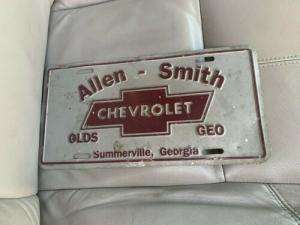 Allen - Smith
CHEVROLET
OLDS GEO
Summerville, Georgia